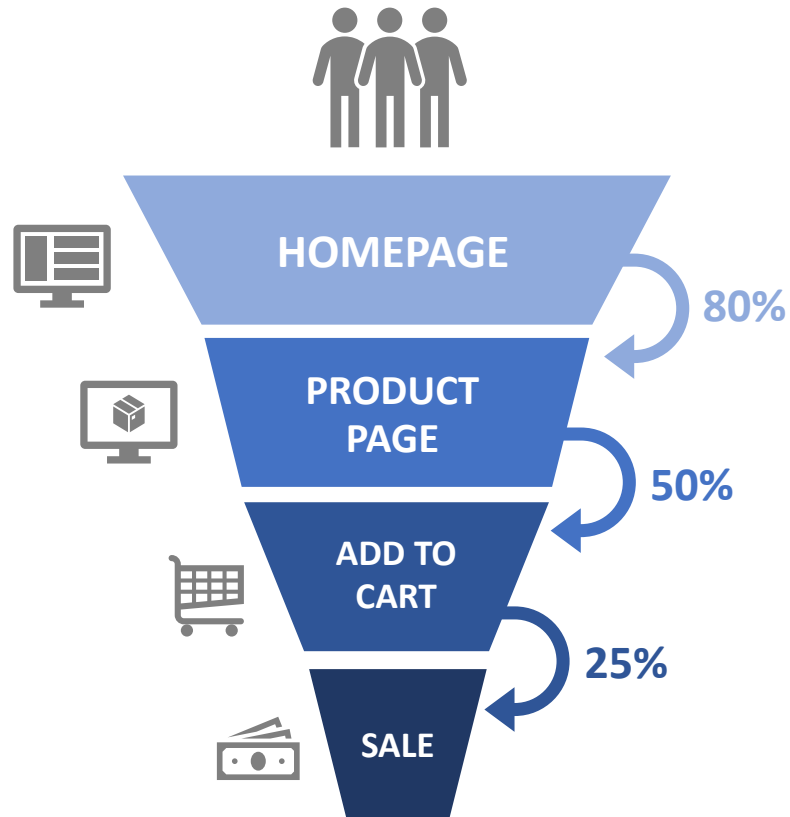 HOMEPAGE
80%
PRODUCT
PAGE
50%
ADD TO
CART
25%
SALE